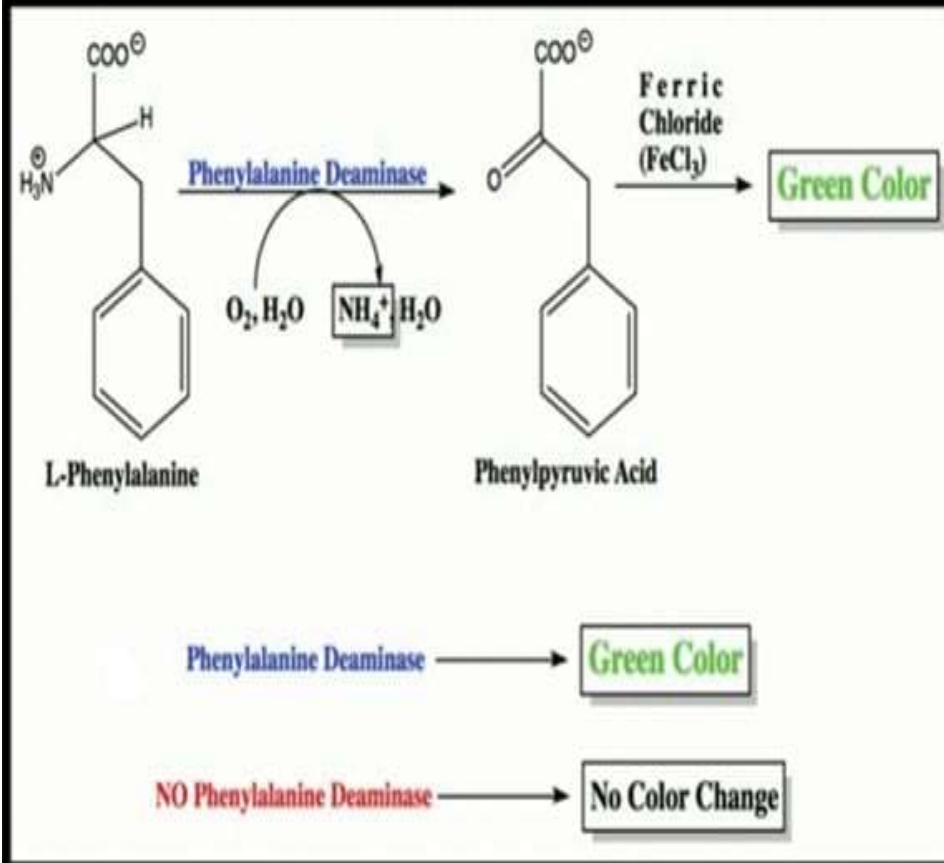 COO⊖
H
⊕
H₃N
Phenylalanine Deaminase
O₂, H₂O
NH₄⁺, H₂O
L-Phenylalanine
COO⊖
O
Phenylpyruvic Acid
Ferric
Chloride
(FeCl₃)
Green Color
Phenylalanine Deaminase
Green Color
NO Phenylalanine Deaminase
No Color Change